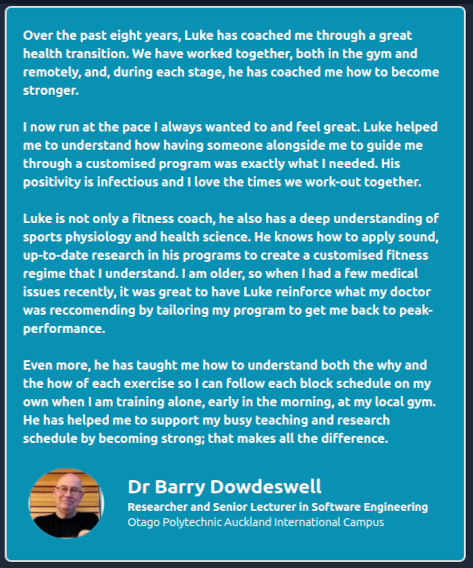 Over the past eight years, Luke has coached me through a great
health transition. We have worked together, both in the gym and
remotely, and, during each stage, he has coached me how to become
stronger.
I now run at the pace I always wanted to and feel great. Luke helped
me to understand how having someone alongside me to guide me
through a customised program was exactly what I needed. His
positivity is infectious and I love the times we work-out together.
Luke is not only a fitness coach, he also has a deep understanding of
sports physiology and health science. He knows how to apply sound,
up-to-date research in his programs to create a customised fitness
regime that I understand. I am older, so when I had a few medical
issues recently, it was great to have Luke reinforce what my doctor
was reccomending by tailoring my program to get me back to peak-
performance.
Even more, he has taught me how to understand both the why and
the how of each exercise so I can follow each block schedule on my
own when I am training alone, early in the morning, at my local gym.
He has helped me to support my busy teaching and research
schedule by becoming strong; that makes all the difference.
Dr Barry Dowdeswell
Researcher and Senior Lecturer in Software Engineering
Otago Polytechnic Auckland International Campus